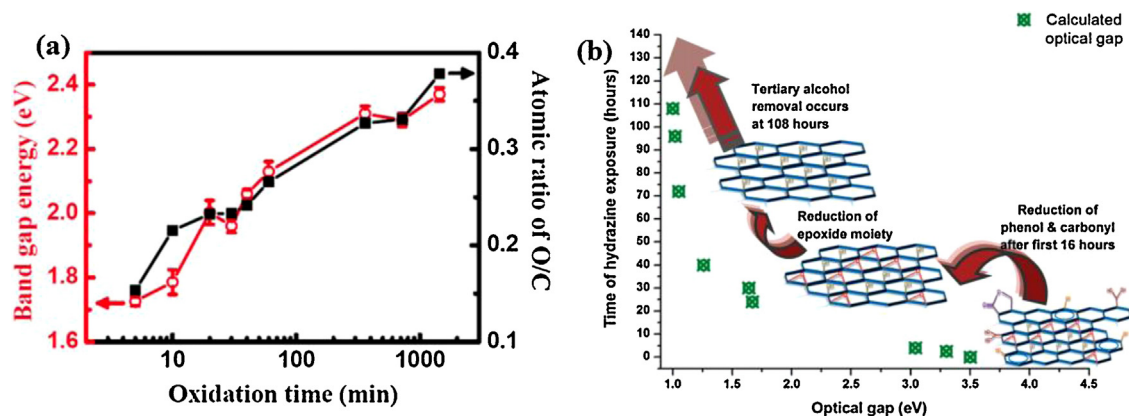 (a)
Band gap energy (eV)
2.4
2.2
2.0
1.8
1.6
10
100
1000
Oxidation time (min)
0.4
0.3
0.2
0.1
Atomic ratio of O/C
(b)
Calculated
optical gap
Time of hydrazine exposure (hours)
140
130
120
110
100
90
80
70
60
50
40
30
20
10
0
Tertiary alcohol
removal occurs
at 108 hours
Reduction of
epoxide moiety
Reduction of
phenol & carbonyl
after first 16 hours
1.0
1.5
2.0
2.5
3.0
3.5
4.0
4.5
Optical gap (eV)